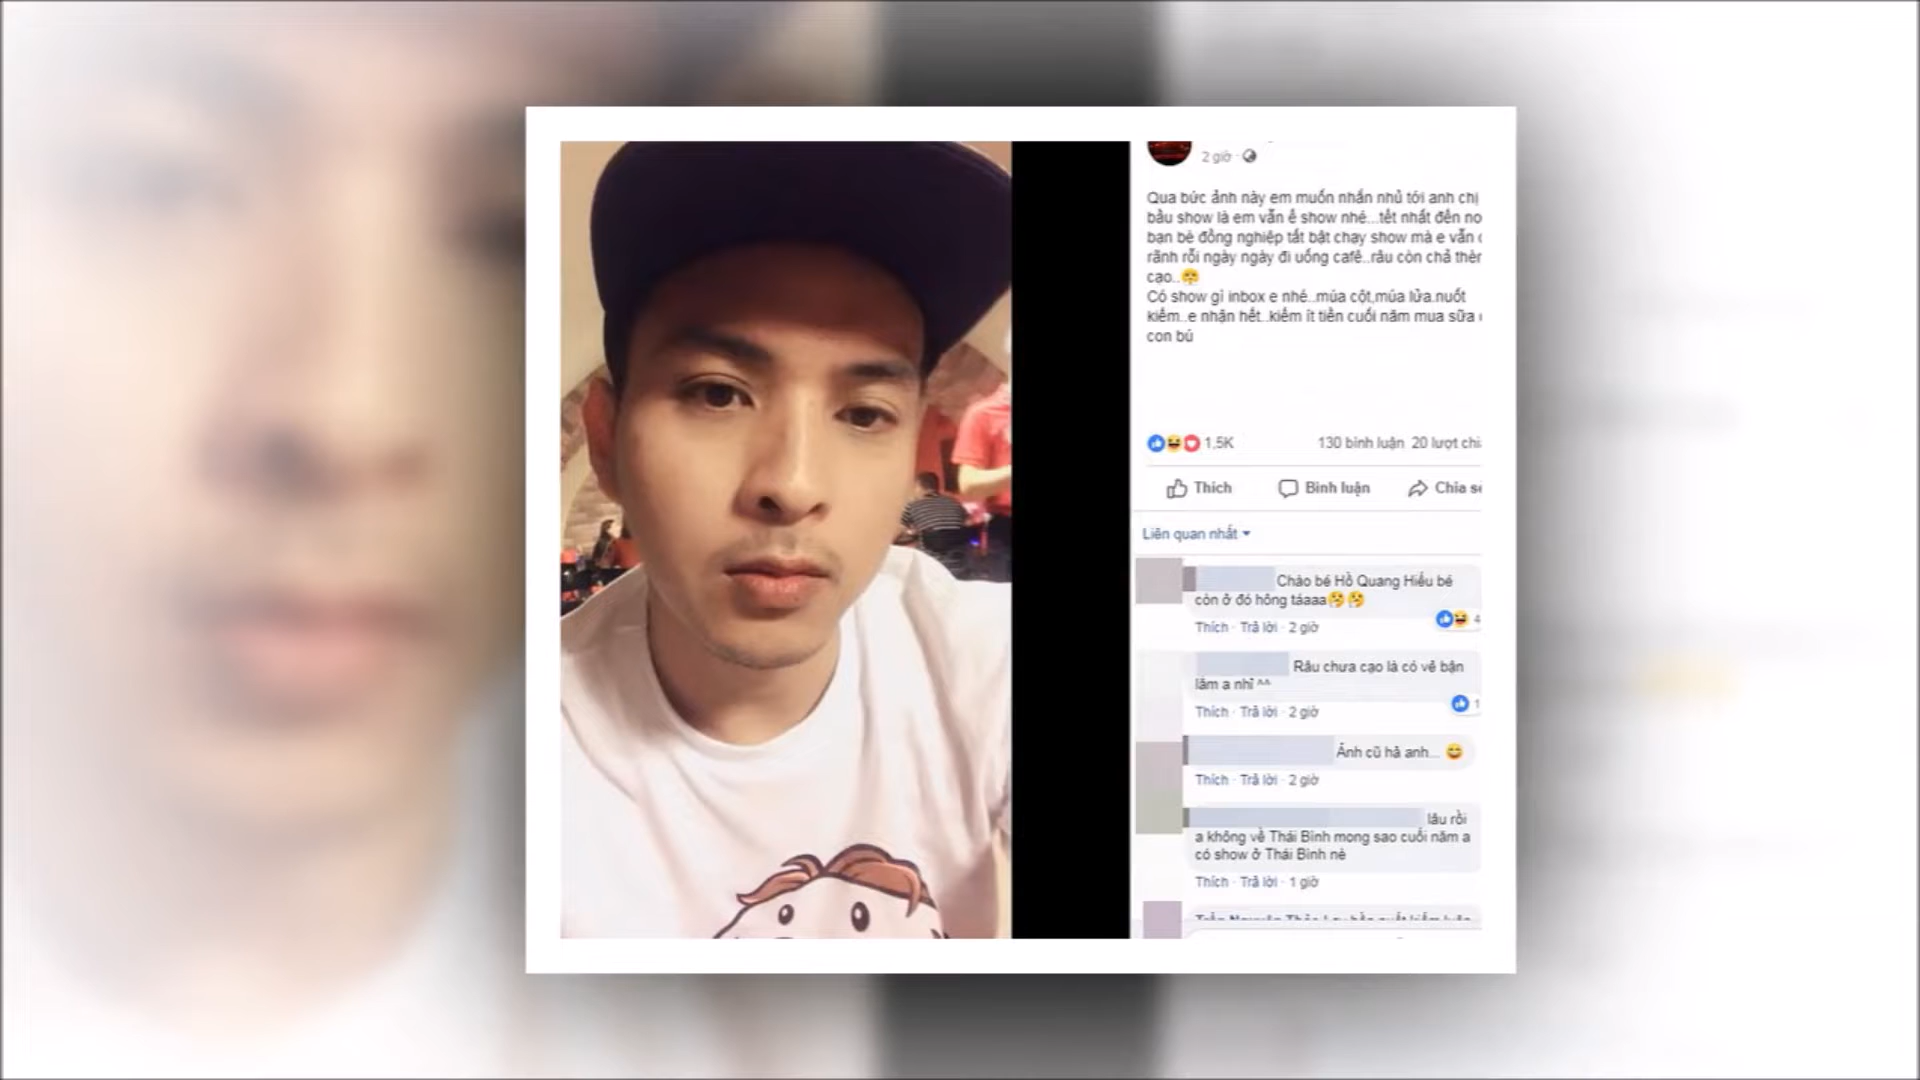 2 giờ ·
Qua bức ảnh này em muốn nhắn nhủ tới anh chị
bầu show là em vẫn ế show nhé...tết nhất đến no
bạn bè đồng nghiệp tất bật chạy show mà e vẫn
rãnh rỗi ngày ngày đi uống café..râu còn chả thèn
cạo..😤
Có show gì inbox e nhé..múa cột,múa lửa.nuốt
kiếm..e nhận hết..kiếm ít tiền cuối năm mua sữa
con bú
1,5K 130 bình luận 20 lượt chi
Thích Bình luận Chia sẻ
Liên quan nhất
Chào bé Hồ Quang Hiếu bé
còn ở đó hông táaaa🤔🤔
4
Thích · Trả lời · 2 giờ
Râu chưa cạo là có vẻ bận
lắm a nhỉ ^^
1
Thích · Trả lời · 2 giờ
Ảnh cũ hả anh... 😄
Thích · Trả lời · 2 giờ
lâu rồi
a không về Thái Bình mong sao cuối năm a
có show ở Thái Bình nè
Thích · Trả lời · 1 giờ